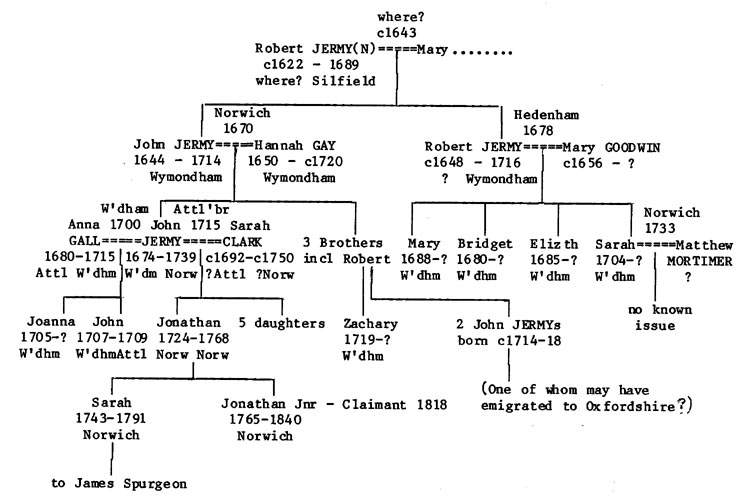 where?
c1643
Robert JERMY(N)=====Mary ........
c1622 - 1689
where? Silfield
Norwich
1670
Hedenham
1678
John JERMY=====Hannah GAY
1644 - 1714 1650 - c1720
Wymondham Wymondham
Robert JERMY=====Mary GOODWIN
c1648 - 1716 c1656 - ?
? Wymondham
W'dham Attl'br
Anna 1700 John 1715 Sarah
GALL=====JERMY=====CLARK
1680-1715 1674-1739 c1692-c1750
Attl W'dhm W'dm Norw ?Attl ?Norw
3 Brothers
incl Robert
Mary
1688-?
W'dhm
Bridget
1680-?
W'dhm
Elizth
1685-?
W'dhm
Norwich
1733
Sarah=====Matthew
1704-? MORTIMER
W'dhm ?
no known
issue
Joanna
1705-?
W'dhm
John
1707-1709
W'dhmAttl
Jonathan
1724-1768
Norw Norw
5 daughters
Zachary
1719-?
W'dhm
2 John JERMYs
born c1714-18
(One of whom may have
emigrated to Oxfordshire?)
Sarah
1743-1791
Norwich
Jonathan Jnr - Claimant 1818
1765-1840
Norwich
to James Spurgeon